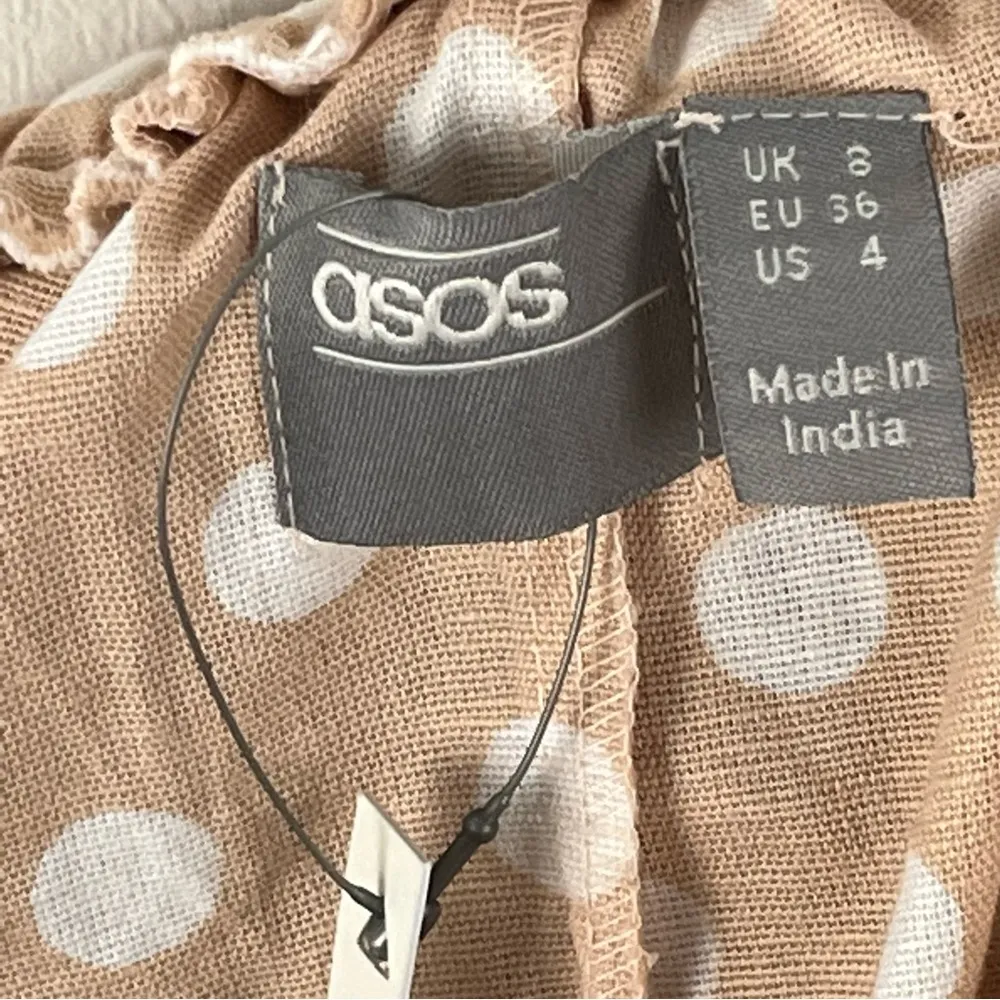 asos
UK 8
EU 36
US 4
Made In
India